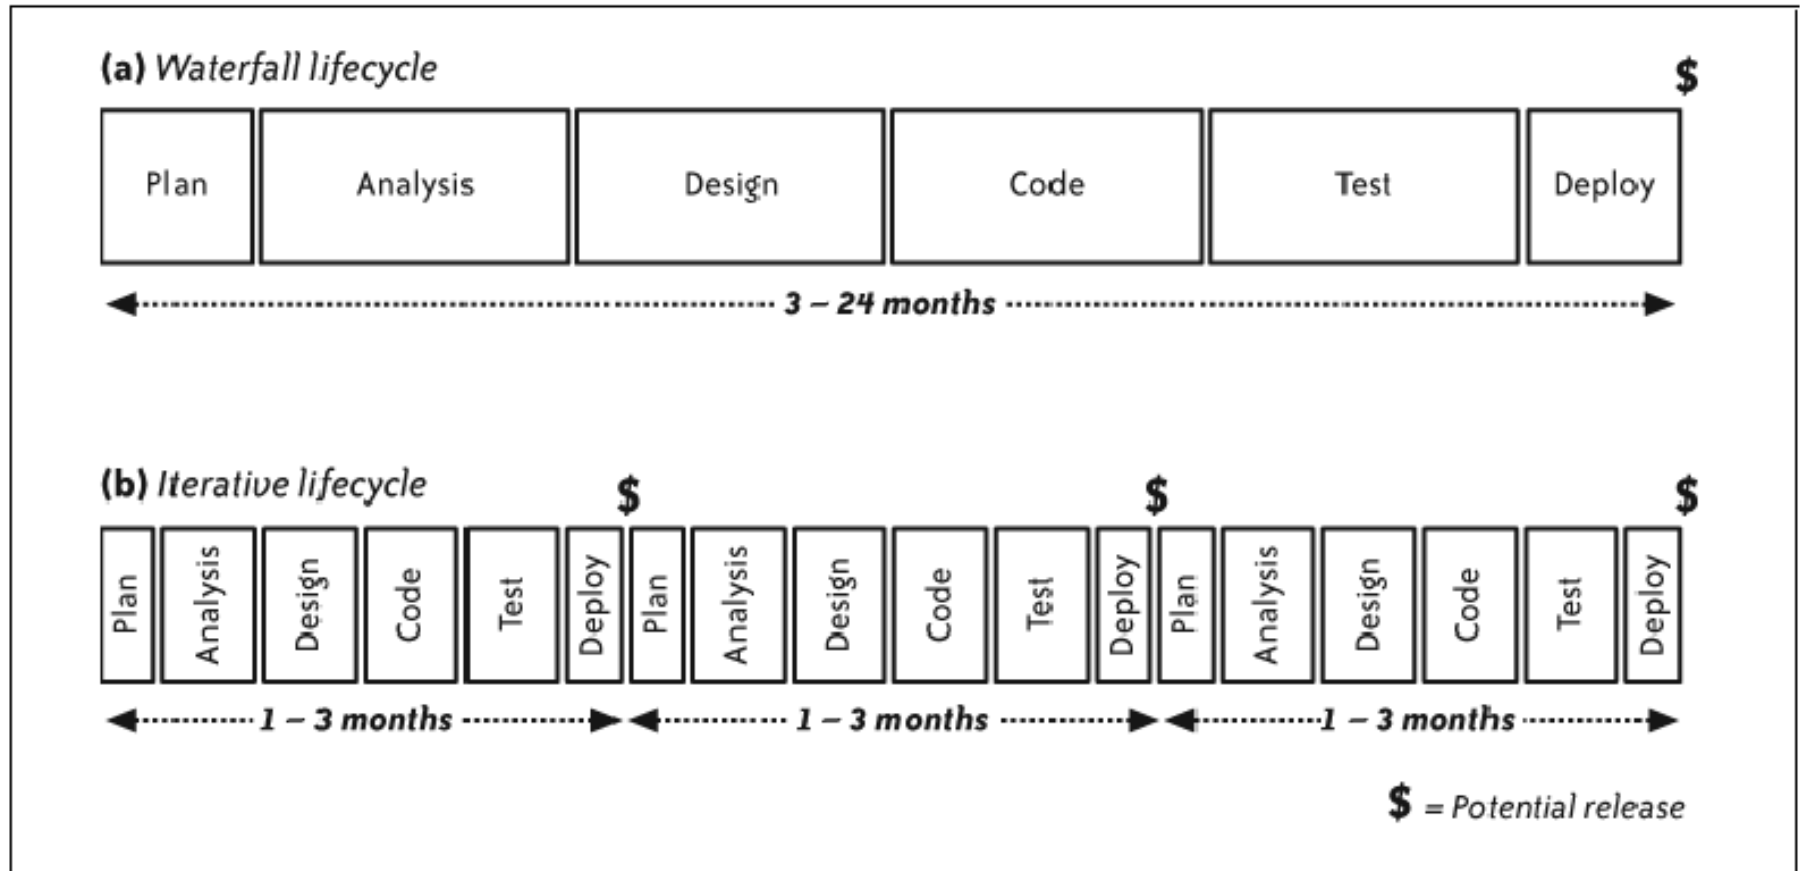 (a) Waterfall lifecycle
$
Plan Analysis Design Code Test Deploy
3 – 24 months
(b) Iterative lifecycle
$ $ $
Plan Analysis Design Code Test Deploy Plan Analysis Design Code Test Deploy Plan Analysis Design Code Test Deploy
1 – 3 months 1 – 3 months 1 – 3 months
$ = Potential release